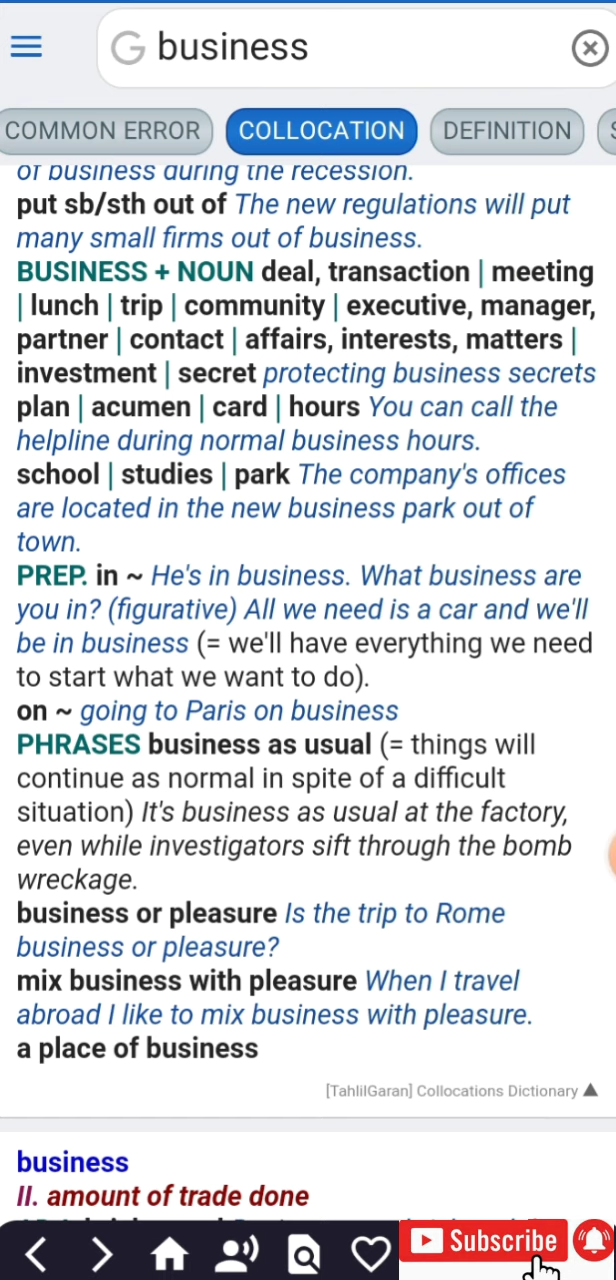 business
COMMON ERROR
COLLOCATION
DEFINITION
of business during the recession.
put sb/sth out of The new regulations will put
many small firms out of business.
BUSINESS + NOUN deal, transaction | meeting
| lunch | trip | community | executive, manager,
partner | contact | affairs, interests, matters |
investment | secret protecting business secrets
plan | acumen | card | hours You can call the
helpline during normal business hours.
school | studies | park The company's offices
are located in the new business park out of
town.
PREP. in ~ He's in business. What business are
you in? (figurative) All we need is a car and we'll
be in business (= we'll have everything we need
to start what we want to do).
on ~ going to Paris on business
PHRASES business as usual (= things will
continue as normal in spite of a difficult
situation) It's business as usual at the factory,
even while investigators sift through the bomb
wreckage.
business or pleasure Is the trip to Rome
business or pleasure?
mix business with pleasure When I travel
abroad I like to mix business with pleasure.
a place of business
[TahlilGaran] Collocations Dictionary ▲
business
II. amount of trade done
Subscribe